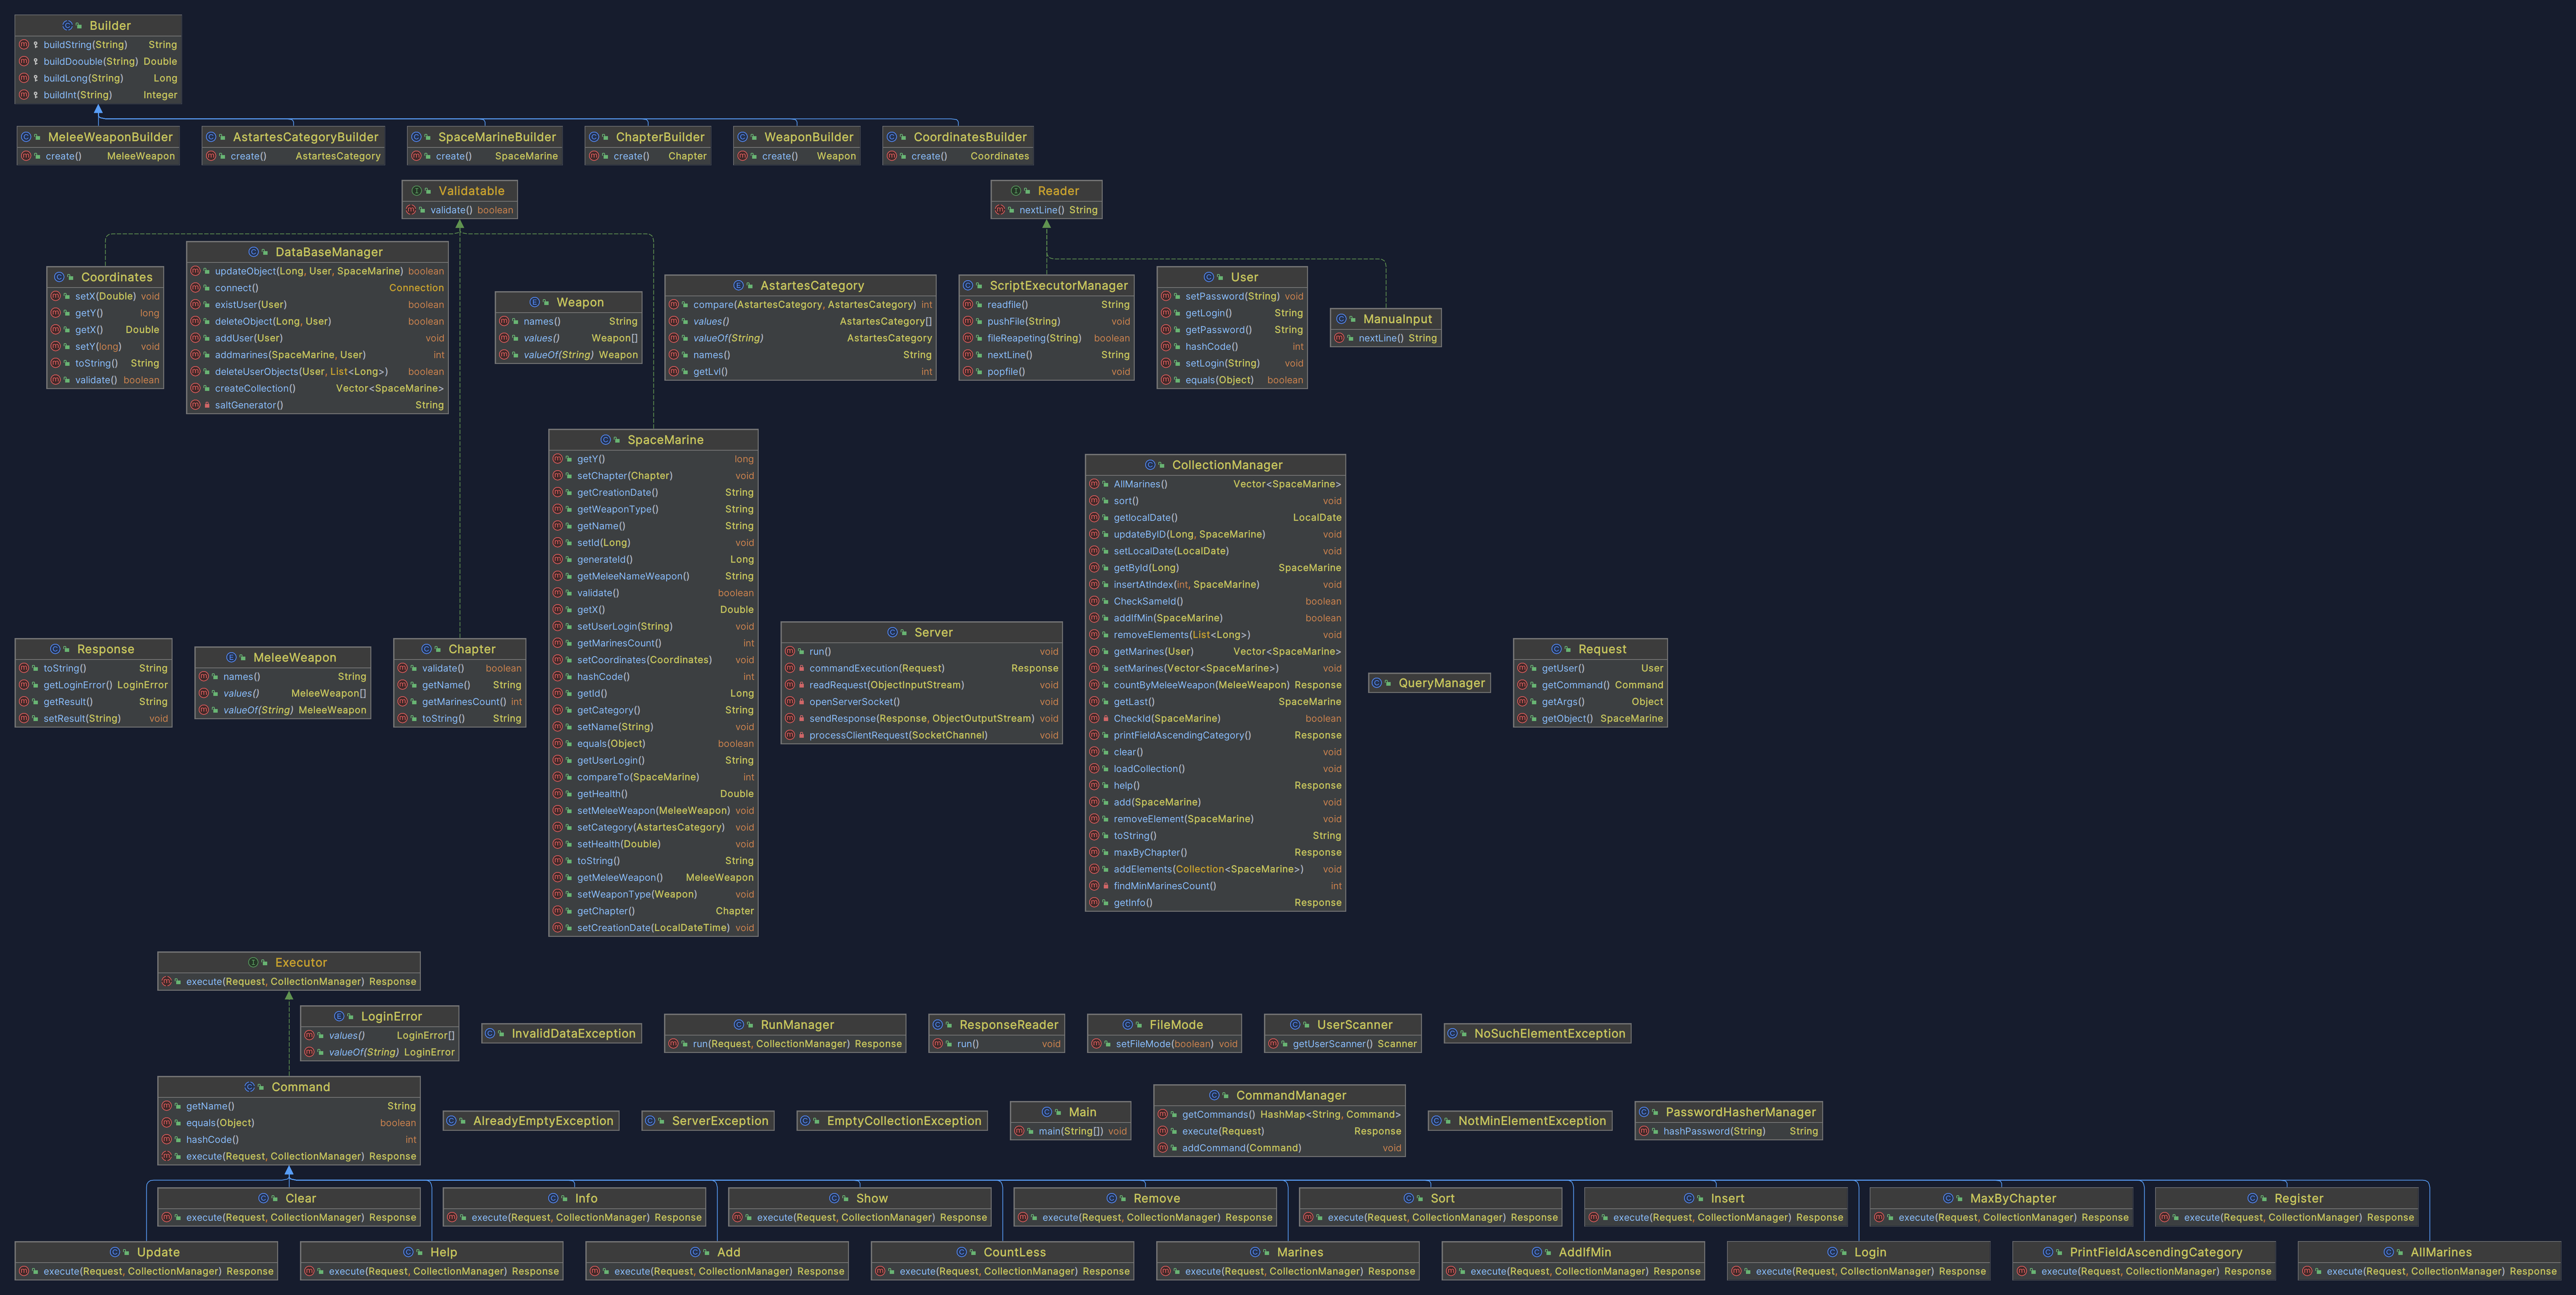 Builder
buildString(String) String
buildDoouble(String) Double
buildLong(String) Long
buildInt(String) Integer
MeleeWeaponBuilder
create() MeleeWeapon
AstartesCategoryBuilder
create() AstartesCategory
SpaceMarineBuilder
create() SpaceMarine
ChapterBuilder
create() Chapter
WeaponBuilder
create() Weapon
CoordinatesBuilder
create() Coordinates
Validatable
validate() boolean
Reader
nextLine() String
Coordinates
setX(Double) void
getY() long
getX() Double
setY(long) void
toString() String
validate() boolean
DataBaseManager
updateObject(Long, User, SpaceMarine) boolean
connect() Connection
existUser(User) boolean
deleteObject(Long, User) boolean
addUser(User) void
addmarines(SpaceMarine, User) int
deleteUserObjects(User, List<Long>) boolean
createCollection() Vector<SpaceMarine>
saltGenerator() String
Weapon
names() String
values() Weapon[]
valueOf(String) Weapon
AstartesCategory
compare(AstartesCategory, AstartesCategory) int
values() AstartesCategory[]
valueOf(String) AstartesCategory
names() String
getLvl() int
ScriptExecutorManager
readfile() String
pushFile(String) void
fileReapeting(String) boolean
nextLine() String
popfile() void
User
setPassword(String) void
getLogin() String
getPassword() String
hashCode() int
setLogin(String) void
equals(Object) boolean
ManuaInput
nextLine() String
SpaceMarine
getY() long
setChapter(Chapter) void
getCreationDate() String
getWeaponType() String
getName() String
setId(Long) void
generateId() Long
getMeleeNameWeapon() String
validate() boolean
getX() Double
setUserLogin(String) void
getMarinesCount() int
setCoordinates(Coordinates) void
hashCode() int
getId() Long
getCategory() String
setName(String) void
equals(Object) boolean
getUserLogin() String
compareTo(SpaceMarine) int
getHealth() Double
setMeleeWeapon(MeleeWeapon) void
setCategory(AstartesCategory) void
setHealth(Double) void
toString() String
getMeleeWeapon() MeleeWeapon
setWeaponType(Weapon) void
getChapter() Chapter
setCreationDate(LocalDateTime) void
CollectionManager
AllMarines() Vector<SpaceMarine>
sort() void
getlocalDate() LocalDate
updateByID(Long, SpaceMarine) void
setLocalDate(LocalDate) void
getById(Long) SpaceMarine
insertAtIndex(int, SpaceMarine) void
CheckSameId() boolean
addIfMin(SpaceMarine) boolean
removeElements(List<Long>) void
getMarines(User) Vector<SpaceMarine>
setMarines(Vector<SpaceMarine>) void
countByMeleeWeapon(MeleeWeapon) Response
getLast() SpaceMarine
CheckId(SpaceMarine) boolean
printFieldAscendingCategory() Response
clear() void
loadCollection() void
help() Response
add(SpaceMarine) void
removeElement(SpaceMarine) void
toString() String
maxByChapter() Response
addElements(Collection<SpaceMarine>) void
findMinMarinesCount() int
getInfo() Response
Response
toString() String
getLoginError() LoginError
getResult() String
setResult(String) void
MeleeWeapon
names() String
values() MeleeWeapon[]
valueOf(String) MeleeWeapon
Chapter
validate() boolean
getName() String
getMarinesCount() int
toString() String
Server
run() void
commandExecution(Request) Response
readRequest(ObjectInputStream) void
openServerSocket() void
sendResponse(Response, ObjectOutputStream) void
processClientRequest(SocketChannel) void
QueryManager
Request
getUser() User
getCommand() Command
getArgs() Object
getObject() SpaceMarine
Executor
execute(Request, CollectionManager) Response
LoginError
values() LoginError[]
valueOf(String) LoginError
InvalidDataException
RunManager
run(Request, CollectionManager) Response
ResponseReader
run() void
FileMode
setFileMode(boolean) void
UserScanner
getUserScanner() Scanner
NoSuchElementException
Command
getName() String
equals(Object) boolean
hashCode() int
execute(Request, CollectionManager) Response
AlreadyEmptyException
ServerException
EmptyCollectionException
Main
main(String[]) void
CommandManager
getCommands() HashMap<String, Command>
execute(Request) Response
addCommand(Command) void
NotMinElementException
PasswordHasherManager
hashPassword(String) String
Clear
execute(Request, CollectionManager) Response
Info
execute(Request, CollectionManager) Response
Show
execute(Request, CollectionManager) Response
Remove
execute(Request, CollectionManager) Response
Sort
execute(Request, CollectionManager) Response
Insert
execute(Request, CollectionManager) Response
MaxByChapter
execute(Request, CollectionManager) Response
Register
execute(Request, CollectionManager) Response
Update
execute(Request, CollectionManager) Response
Help
execute(Request, CollectionManager) Response
Add
execute(Request, CollectionManager) Response
CountLess
execute(Request, CollectionManager) Response
Marines
execute(Request, CollectionManager) Response
AddIfMin
execute(Request, CollectionManager) Response
Login
execute(Request, CollectionManager) Response
PrintFieldAscendingCategory
execute(Request, CollectionManager) Response
AllMarines
execute(Request, CollectionManager) Response